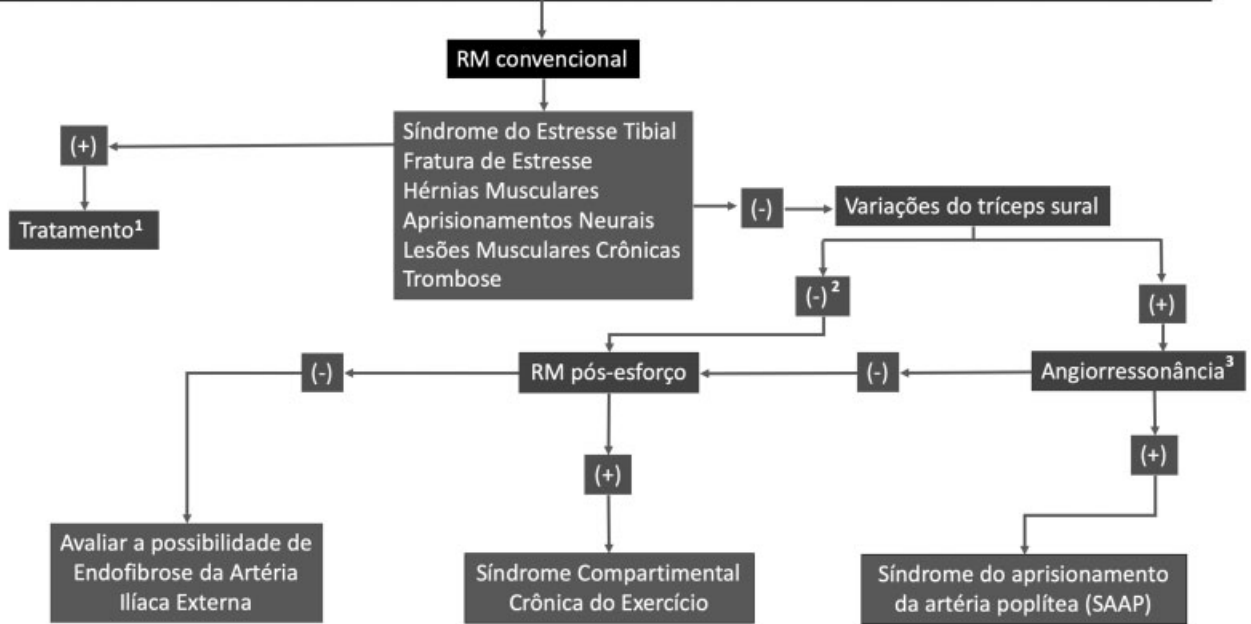 RM convencional
(+)
Síndrome do Estresse Tibial
Fratura de Estresse
Hérnias Musculares
Aprisionamentos Neurais
Lesões Musculares Crônicas
Trombose
Tratamento¹
(-)
Variações do tríceps sural
(-)²
(+)
(-)
RM pós-esforço
(-)
Angiorressonância³
(+)
(+)
Avaliar a possibilidade de
Endofibrose da Artéria
Ilíaca Externa
Síndrome Compartimental
Crônica do Exercício
Síndrome do aprisionamento
da artéria poplítea (SAAP)